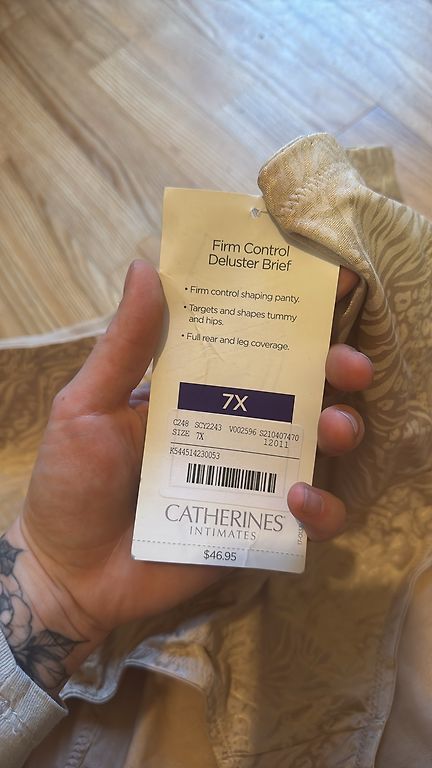 Firm Control
Deluster Brief
• Firm control shaping panty.
• Targets and shapes tummy
and hips.
• Full rear and leg coverage.
7X
C248 SCY2243 V002596 S210407470
SIZE 7X 12011
K544514230053
CATHERINES®
INTIMATES
$46.95